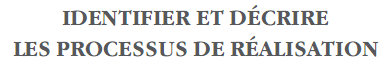 IDENTIFIER ET DÉCRIRE
LES PROCESSUS DE RÉALISATION